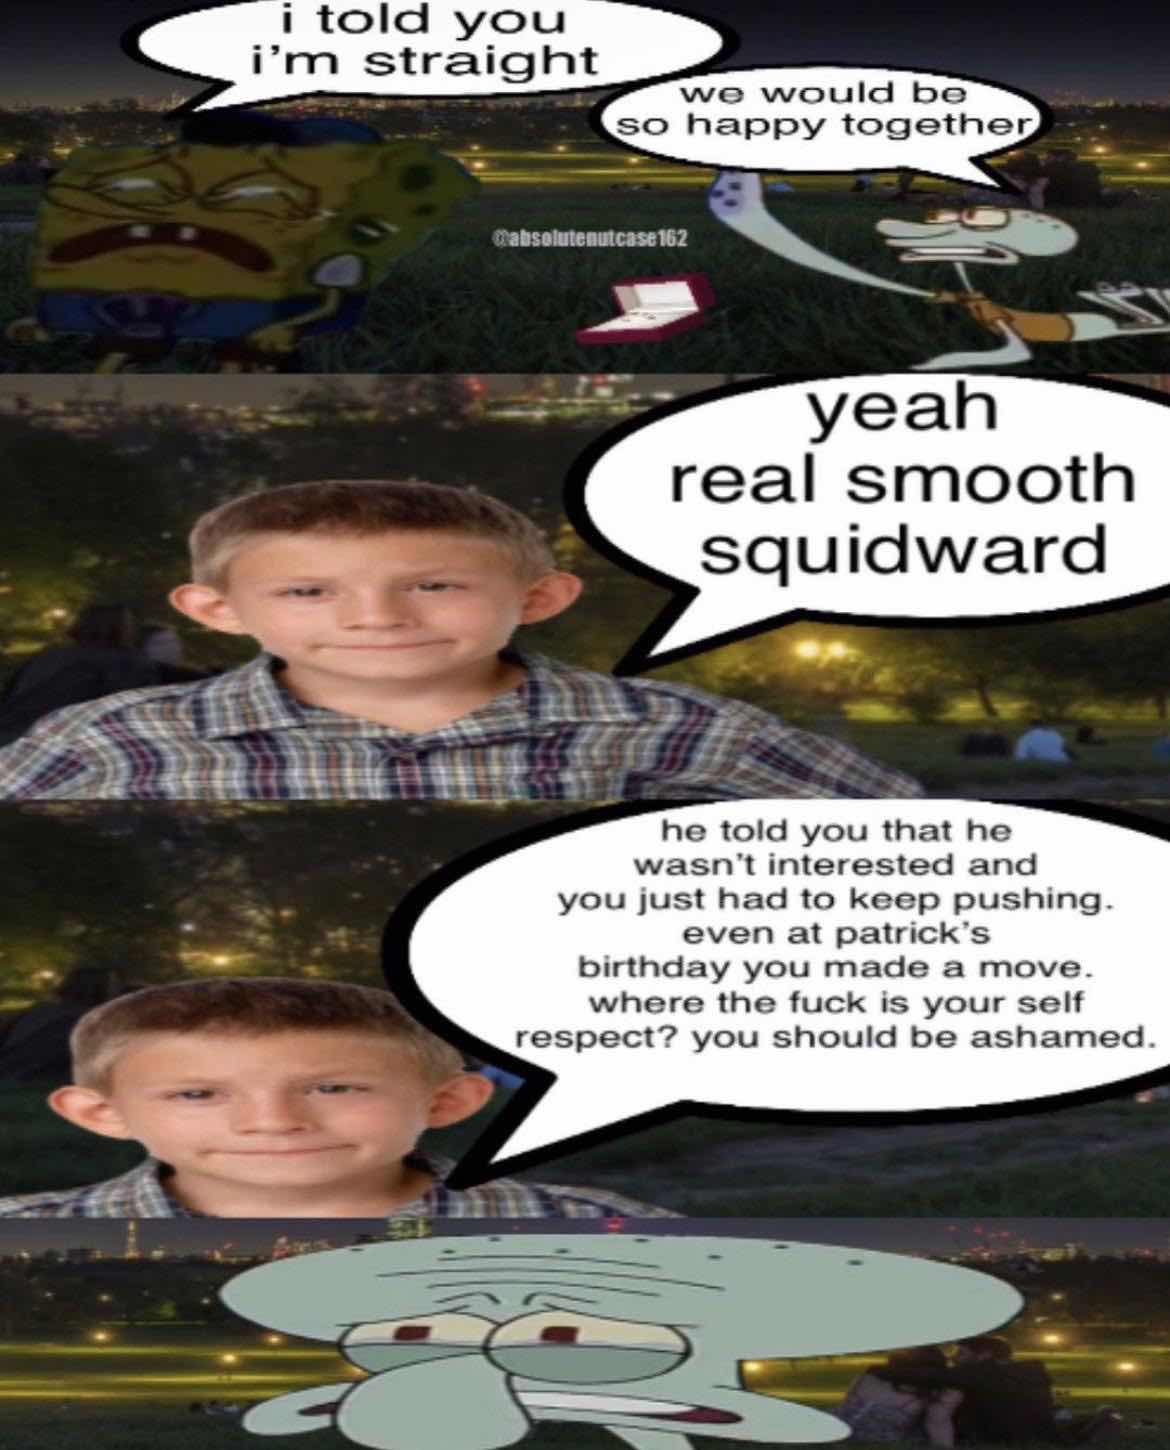 i told you
i'm straight
we would be
so happy together
@absolutenutcase162
yeah
real smooth
squidward
he told you that he
wasn't interested and
you just had to keep pushing.
even at patrick's
birthday you made a move.
where the fuck is your self
respect? you should be ashamed.